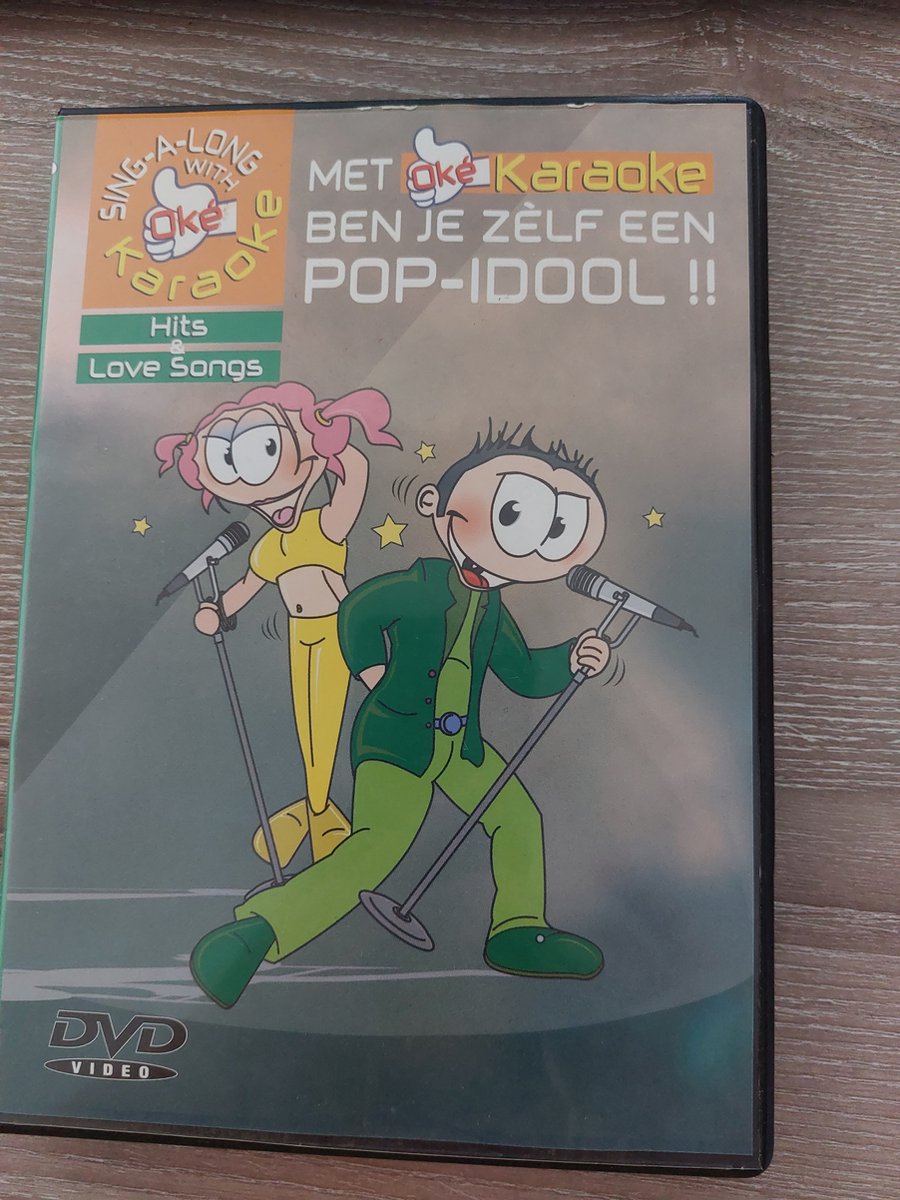 SING-A-LONG
WITH
Oké
Karaoke
Hits
&
Love Songs
MET Oké Karaoke
BEN JE ZÈLF EEN
POP-IDOOL !!
DVD
VIDEO